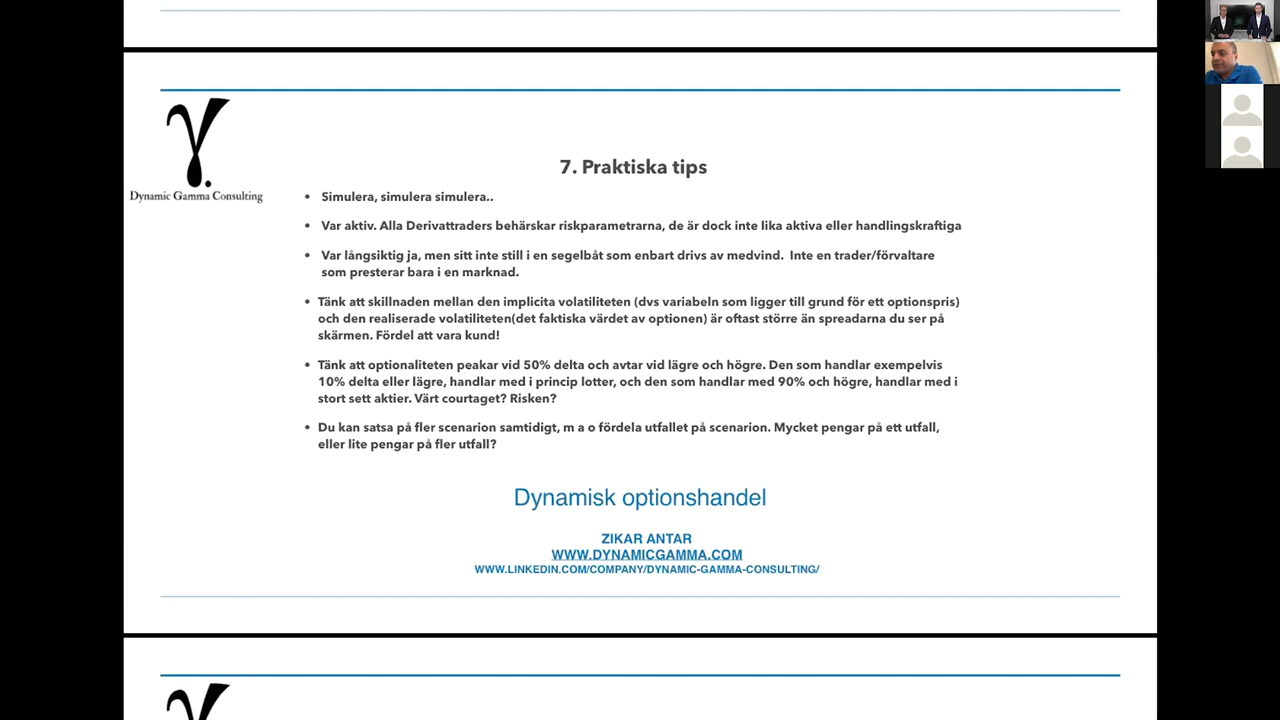 Dynamic Gamma Consulting
7. Praktiska tips
• Simulera, simulera simulera..
• Var aktiv. Alla Derivattraders behärskar riskparametrarna, de är dock inte lika aktiva eller handlingskraftiga
• Var långsiktig ja, men sitt inte still i en segelbåt som enbart drivs av medvind. Inte en trader/förvaltare
som presterar bara i en marknad.
• Tänk att skillnaden mellan den implicita volatiliteten (dvs variabeln som ligger till grund för ett optionspris)
och den realiserade volatiliteten(det faktiska värdet av optionen) är oftast större än spreadarna du ser på
skärmen. Fördel att vara kund!
• Tänk att optionaliteten peakar vid 50% delta och avtar vid lägre och högre. Den som handlar exempelvis
10% delta eller lägre, handlar med i princip lotter, och den som handlar med 90% och högre, handlar med i
stort sett aktier. Värt courtaget? Risken?
• Du kan satsa på fler scenarion samtidigt, m a o fördela utfallet på scenarion. Mycket pengar på ett utfall,
eller lite pengar på fler utfall?
Dynamisk optionshandel
ZIKAR ANTAR
WWW.DYNAMICGAMMA.COM
WWW.LINKEDIN.COM/COMPANY/DYNAMIC-GAMMA-CONSULTING/